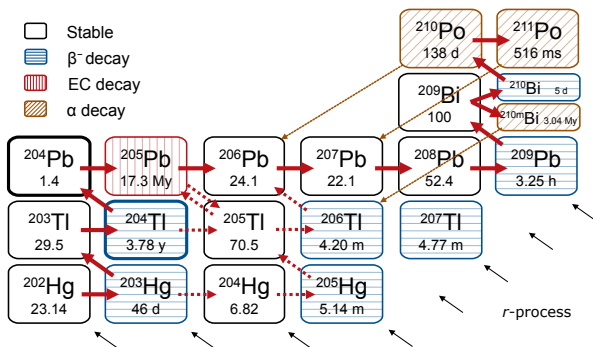 Stable
β⁻ decay
EC decay
α decay
²¹⁰Po
138 d
²¹¹Po
516 ms
²⁰⁹Bi
100
²¹⁰Bi 5 d
²¹⁰ᵐBi 3.04 My
²⁰⁴Pb
1.4
²⁰⁵Pb
17.3 My
²⁰⁶Pb
24.1
²⁰⁷Pb
22.1
²⁰⁸Pb
52.4
²⁰⁹Pb
3.25 h
²⁰³Tl
29.5
²⁰⁴Tl
3.78 y
²⁰⁵Tl
70.5
²⁰⁶Tl
4.20 m
²⁰⁷Tl
4.77 m
²⁰²Hg
23.14
²⁰³Hg
46 d
²⁰⁴Hg
6.82
²⁰⁵Hg
5.14 m
r-process